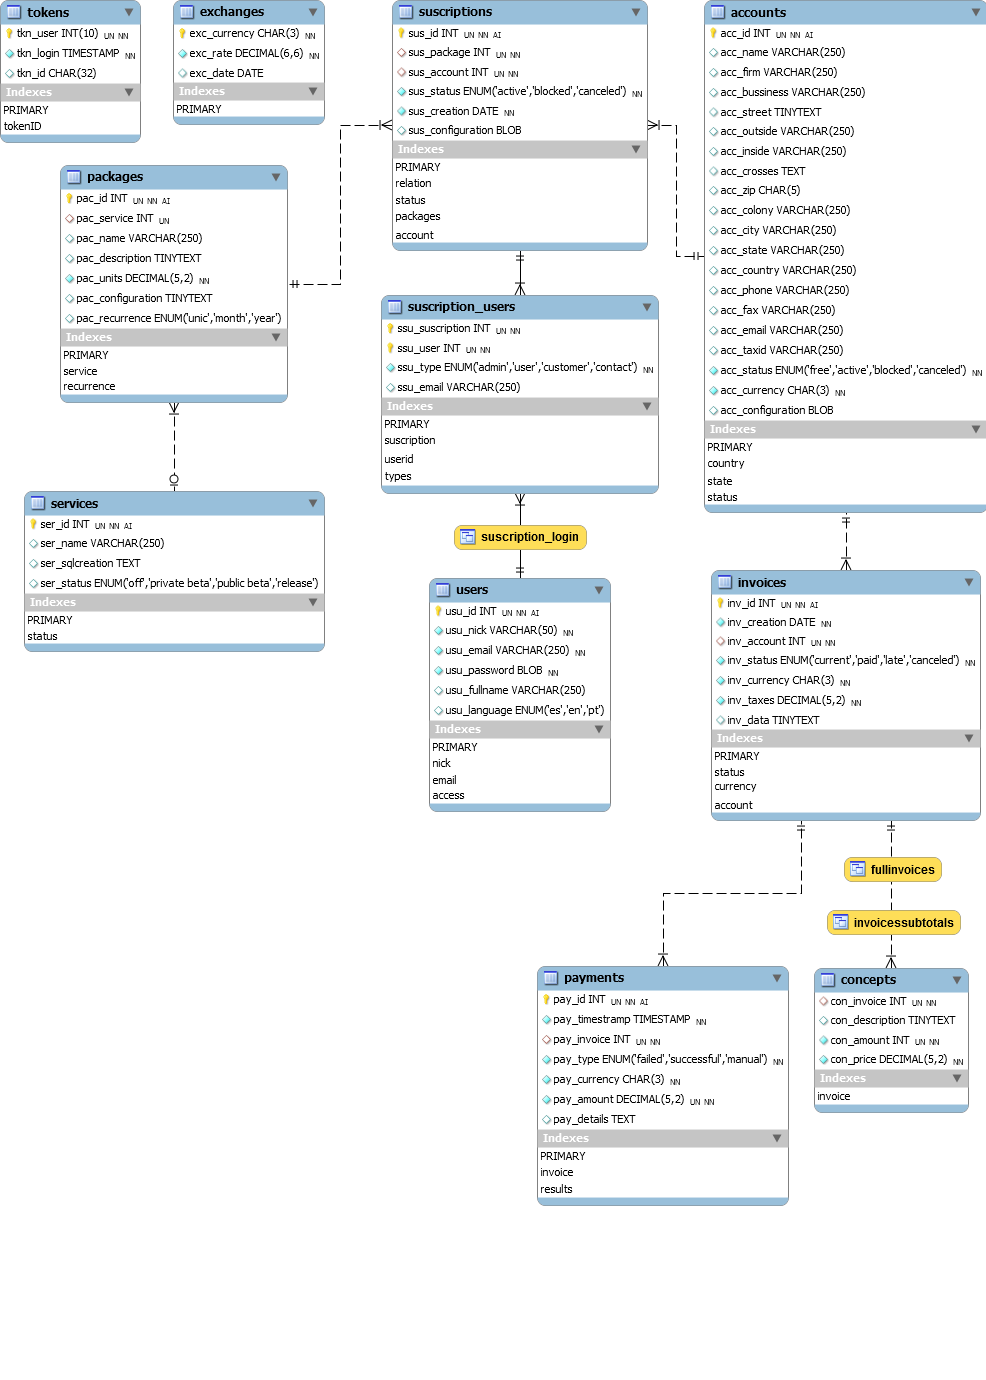 tokens
tkn_user INT(10) UN NN
tkn_login TIMESTAMP NN
tkn_id CHAR(32)
Indexes
PRIMARY
tokenID
exchanges
exc_currency CHAR(3) NN
exc_rate DECIMAL(6,6) NN
exc_date DATE
Indexes
PRIMARY
suscriptions
sus_id INT UN NN AI
sus_package INT UN NN
sus_account INT UN NN
sus_status ENUM('active','blocked','canceled') NN
sus_creation DATE NN
sus_configuration BLOB
Indexes
PRIMARY
relation
status
packages
account
accounts
acc_id INT UN NN AI
acc_name VARCHAR(250)
acc_firm VARCHAR(250)
acc_bussiness VARCHAR(250)
acc_street TINYTEXT
acc_outside VARCHAR(250)
acc_inside VARCHAR(250)
acc_crosses TEXT
acc_zip CHAR(5)
acc_colony VARCHAR(250)
acc_city VARCHAR(250)
acc_state VARCHAR(250)
acc_country VARCHAR(250)
acc_phone VARCHAR(250)
acc_fax VARCHAR(250)
acc_email VARCHAR(250)
acc_taxid VARCHAR(250)
acc_status ENUM('free','active','blocked','canceled') NN
acc_currency CHAR(3) NN
acc_configuration BLOB
Indexes
PRIMARY
country
state
status
packages
pac_id INT UN NN AI
pac_service INT UN
pac_name VARCHAR(250)
pac_description TINYTEXT
pac_units DECIMAL(5,2) NN
pac_configuration TINYTEXT
pac_recurrence ENUM('unic','month','year')
Indexes
PRIMARY
service
recurrence
suscription_users
ssu_suscription INT UN NN
ssu_user INT UN NN
ssu_type ENUM('admin','user','customer','contact') NN
ssu_email VARCHAR(250)
Indexes
PRIMARY
suscription
userid
types
services
ser_id INT UN NN AI
ser_name VARCHAR(250)
ser_sqlcreation TEXT
ser_status ENUM('off','private beta','public beta','release')
Indexes
PRIMARY
status
suscription_login
users
usu_id INT UN NN AI
usu_nick VARCHAR(50) NN
usu_email VARCHAR(250) NN
usu_password BLOB NN
usu_fullname VARCHAR(250)
usu_language ENUM('es','en','pt')
Indexes
PRIMARY
nick
email
access
invoices
inv_id INT UN NN AI
inv_creation DATE NN
inv_account INT UN NN
inv_status ENUM('current','paid','late','canceled') NN
inv_currency CHAR(3) NN
inv_taxes DECIMAL(5,2) NN
inv_data TINYTEXT
Indexes
PRIMARY
status
currency
account
fullinvoices
invoicessubtotals
payments
pay_id INT UN NN AI
pay_timestramp TIMESTAMP NN
pay_invoice INT UN NN
pay_type ENUM('failed','successful','manual') NN
pay_currency CHAR(3) NN
pay_amount DECIMAL(5,2) UN NN
pay_details TEXT
Indexes
PRIMARY
invoice
results
concepts
con_invoice INT UN NN
con_description TINYTEXT
con_amount INT UN NN
con_price DECIMAL(5,2) NN
Indexes
invoice